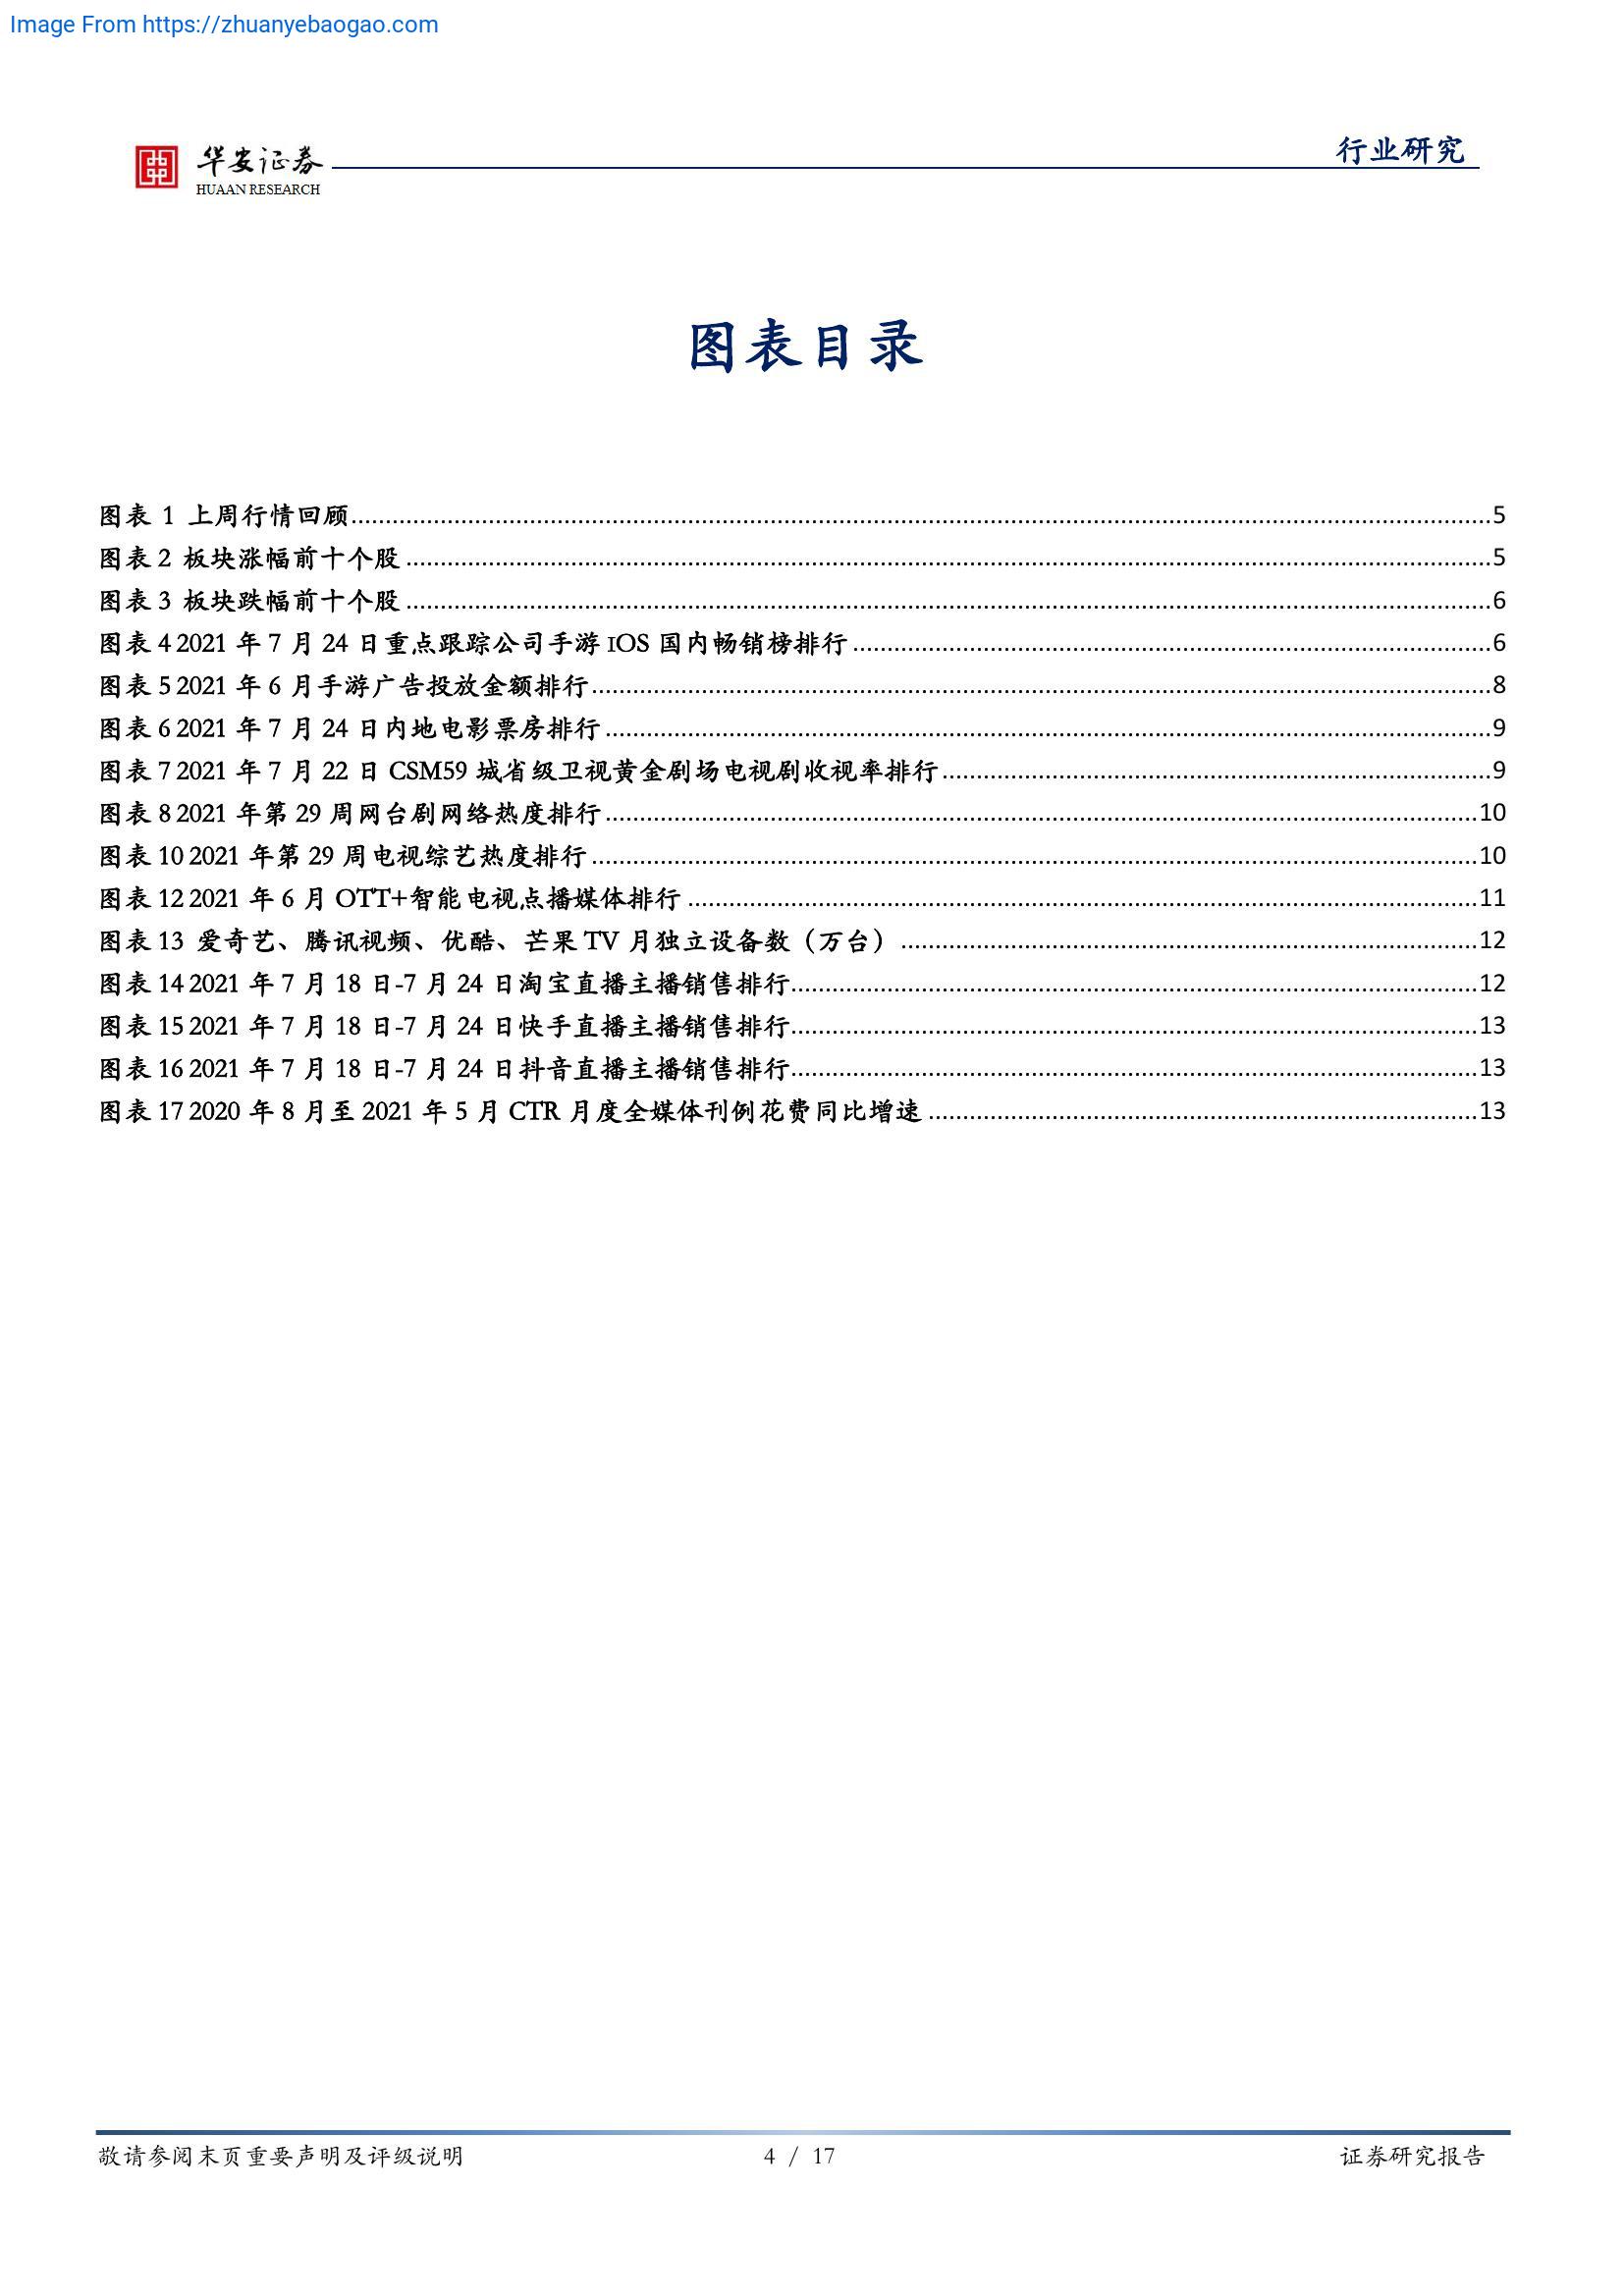 Image From https://zhuanyebaogao.com
华安证券
HUAAN RESEARCH
行业研究
图表目录
图表 1 上周行情回顾......5
图表 2 板块涨幅前十个股......5
图表 3 板块跌幅前十个股......6
图表 4 2021 年 7 月 24 日重点跟踪公司手游 IOS 国内畅销榜排行......6
图表 5 2021 年 6 月手游广告投放金额排行......8
图表 6 2021 年 7 月 24 日内地电影票房排行......9
图表 7 2021 年 7 月 22 日 CSM59 城省级卫视黄金剧场电视剧收视率排行......9
图表 8 2021 年第 29 周网台剧网络热度排行......10
图表 10 2021 年第 29 周电视综艺热度排行......10
图表 12 2021 年 6 月 OTT+智能电视点播媒体排行......11
图表 13 爱奇艺、腾讯视频、优酷、芒果 TV 月独立设备数（万台）......12
图表 14 2021 年 7 月 18 日-7 月 24 日淘宝直播主播销售排行......12
图表 15 2021 年 7 月 18 日-7 月 24 日快手直播主播销售排行......13
图表 16 2021 年 7 月 18 日-7 月 24 日抖音直播主播销售排行......13
图表 17 2020 年 8 月至 2021 年 5 月 CTR 月度全媒体刊例花费同比增速......13
敬请参阅末页重要声明及评级说明
4 / 17
证券研究报告